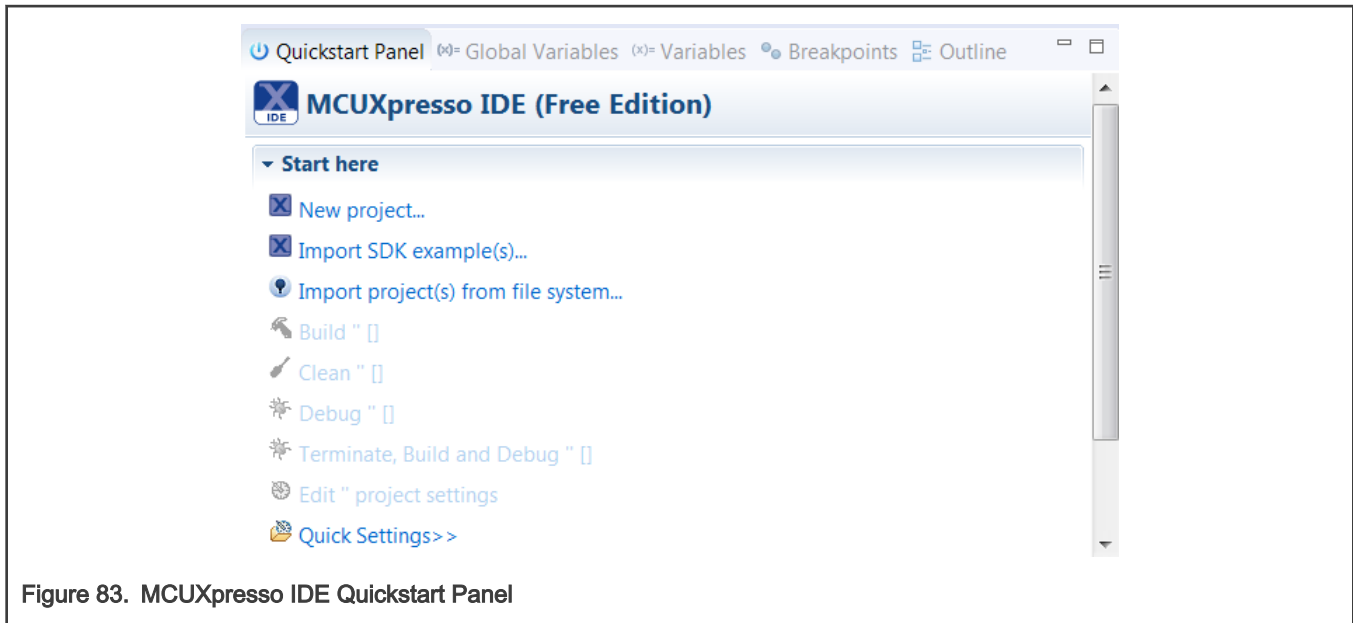 Quickstart Panel (x)= Global Variables (x)= Variables Breakpoints Outline
X IDE MCUXpresso IDE (Free Edition)
Start here
X New project...
X Import SDK example(s)...
Import project(s) from file system...
Build '' []
Clean '' []
Debug '' []
Terminate, Build and Debug '' []
Edit '' project settings
Quick Settings>>
Figure 83. MCUXpresso IDE Quickstart Panel